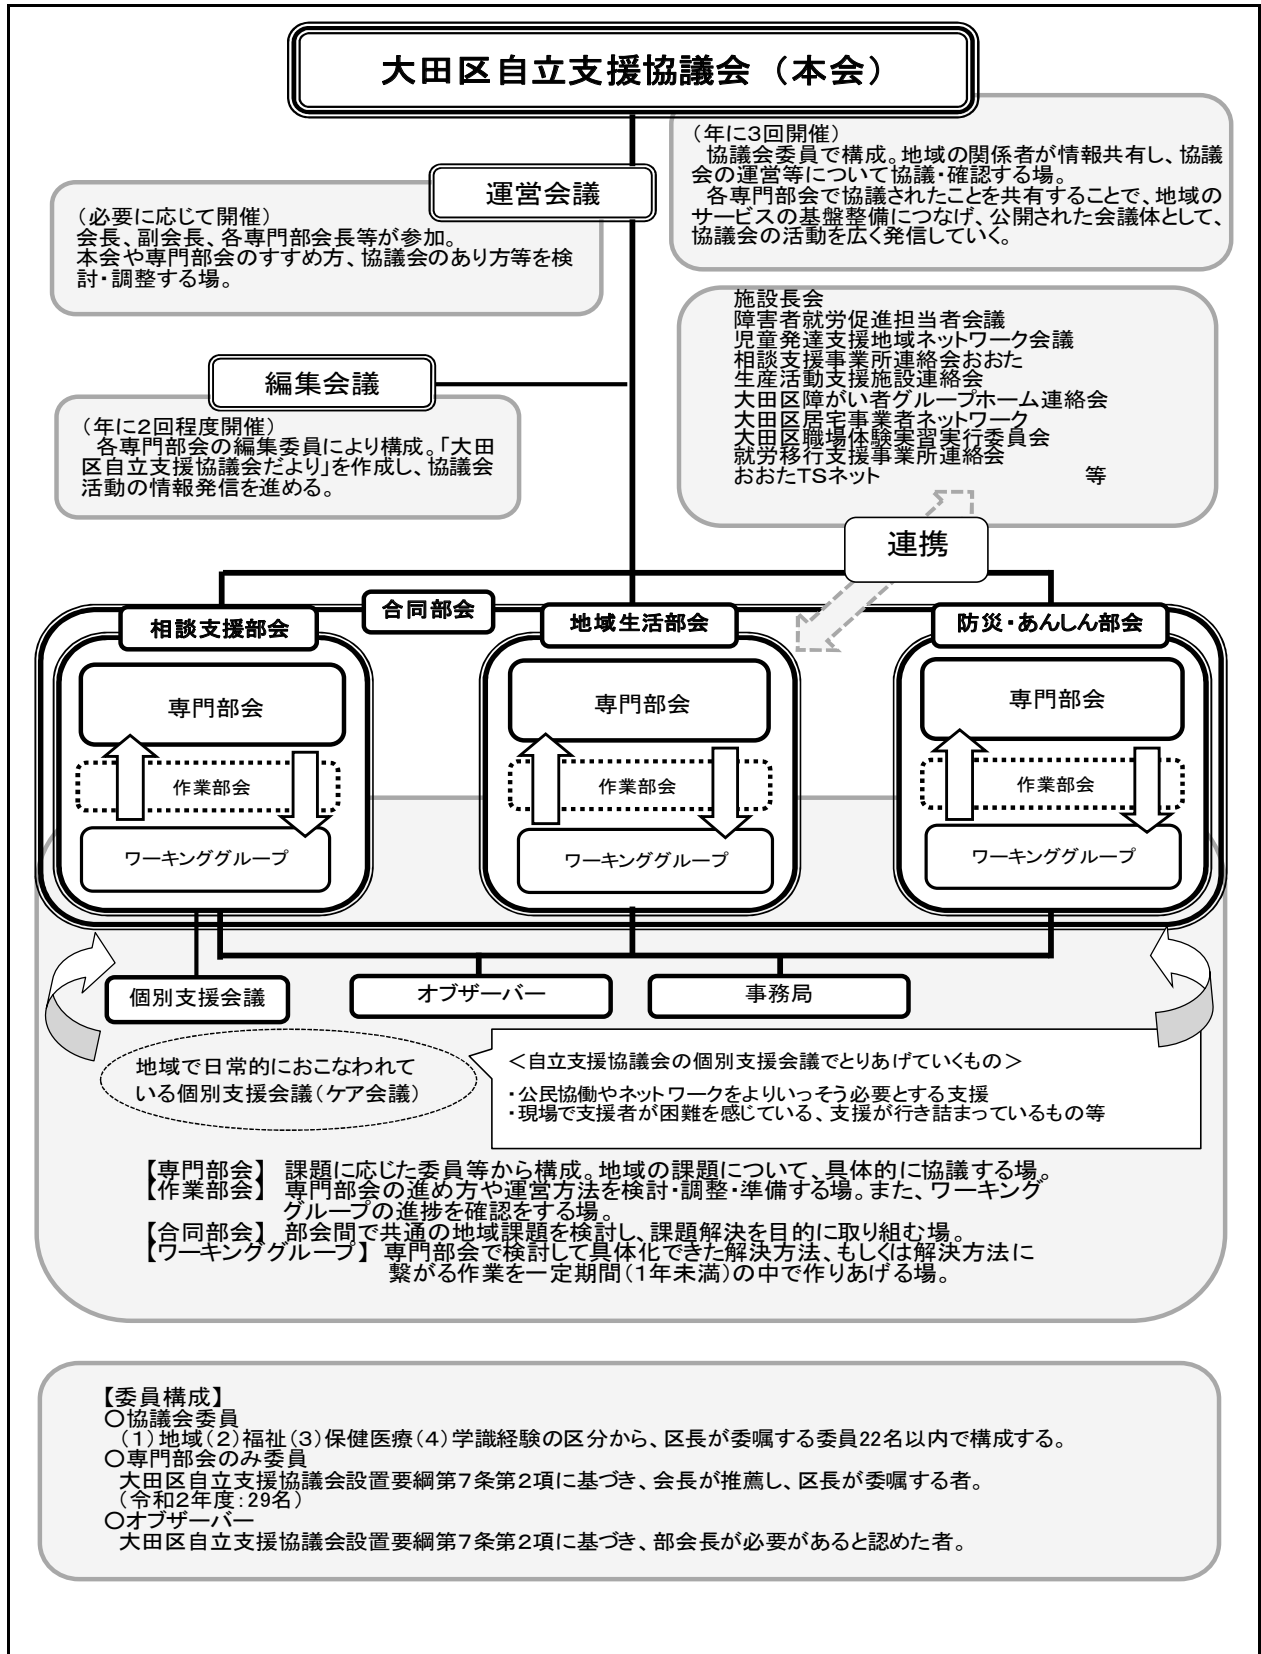 大田区自立支援協議会（本会）
（年に３回開催）
協議会委員で構成。地域の関係者が情報共有し、協議
会の運営等について協議・確認する場。
各専門部会で協議されたことを共有することで、地域の
サービスの基盤整備につなげ、公開された会議体として、
協議会の活動を広く発信していく。
運営会議
（必要に応じて開催）
会長、副会長、各専門部会長等が参加。
本会や専門部会のすすめ方、協議会のあり方等を検
討・調整する場。
施設長会
障害者就労促進担当者会議
児童発達支援地域ネットワーク会議
相談支援事業所連絡会おおた
生産活動支援施設連絡会
大田区障がい者グループホーム連絡会
大田区居宅事業者ネットワーク
大田区職場体験実習実行委員会
就労移行支援事業所連絡会
おおたTSネット 等
編集会議
（年に２回程度開催）
各専門部会の編集委員により構成。「大田
区自立支援協議会だより」を作成し、協議会
活動の情報発信を進める。
連携
合同部会
相談支援部会
地域生活部会
防災・あんしん部会
専門部会
専門部会
専門部会
作業部会
作業部会
作業部会
ワーキンググループ
ワーキンググループ
ワーキンググループ
個別支援会議
オブザーバー
事務局
地域で日常的におこなわれて
いる個別支援会議（ケア会議）
＜自立支援協議会の個別支援会議でとりあげていくもの＞
・公民協働やネットワークをよりいっそう必要とする支援
・現場で支援者が困難を感じている、支援が行き詰まっているもの等
【専門部会】 課題に応じた委員等から構成。地域の課題について、具体的に協議する場。
【作業部会】 専門部会の進め方や運営方法を検討・調整・準備する場。また、ワーキング
グループの進捗を確認をする場。
【合同部会】 部会間で共通の地域課題を検討し、課題解決を目的に取り組む場。
【ワーキンググループ】 専門部会で検討して具体化できた解決方法、もしくは解決方法に
繋がる作業を一定期間（１年未満）の中で作りあげる場。
【委員構成】
○協議会委員
（１）地域（２）福祉（３）保健医療（４）学識経験の区分から、区長が委嘱する委員22名以内で構成する。
○専門部会のみ委員
大田区自立支援協議会設置要綱第７条第２項に基づき、会長が推薦し、区長が委嘱する者。
（令和２年度：29名）
○オブザーバー
大田区自立支援協議会設置要綱第７条第２項に基づき、部会長が必要があると認めた者。